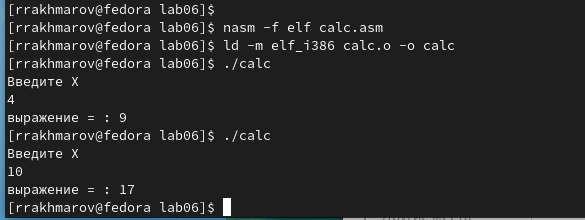 [rrakhmarov@fedora lab06]$
[rrakhmarov@fedora lab06]$ nasm -f elf calc.asm
[rrakhmarov@fedora lab06]$ ld -m elf_i386 calc.o -o calc
[rrakhmarov@fedora lab06]$ ./calc
Введите X
4
выражение = : 9
[rrakhmarov@fedora lab06]$ ./calc
Введите X
10
выражение = : 17
[rrakhmarov@fedora lab06]$